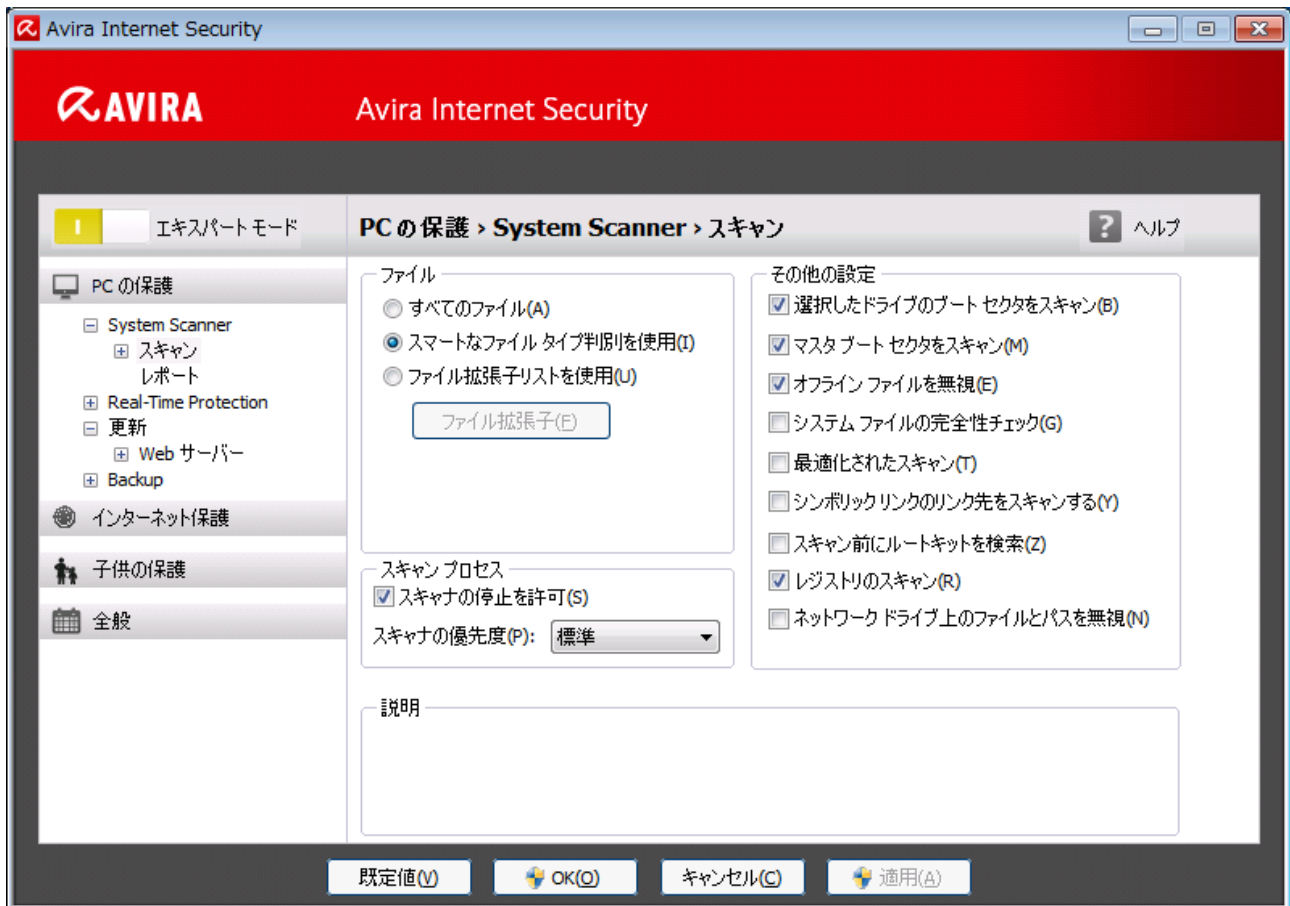 Avira Internet Security
AVIRA
Avira Internet Security
エキスパート モード
PC の保護 › System Scanner › スキャン
? ヘルプ
PC の保護
System Scanner
スキャン
レポート
Real-Time Protection
更新
Web サーバー
Backup
インターネット保護
子供の保護
全般
ファイル
すべてのファイル(A)
スマートなファイル タイプ判別を使用(I)
ファイル拡張子リストを使用(U)
ファイル拡張子(F)
スキャン プロセス
スキャナの停止を許可(S)
スキャナの優先度(P): 標準
その他の設定
選択したドライブのブート セクタをスキャン(B)
マスタ ブート セクタをスキャン(M)
オフライン ファイルを無視(E)
システム ファイルの完全性チェック(G)
最適化されたスキャン(T)
シンボリック リンクのリンク先をスキャンする(Y)
スキャン前にルートキットを検索(Z)
レジストリのスキャン(R)
ネットワーク ドライブ上のファイルとパスを無視(N)
説明
既定値(V)
OK(O)
キャンセル(C)
適用(A)